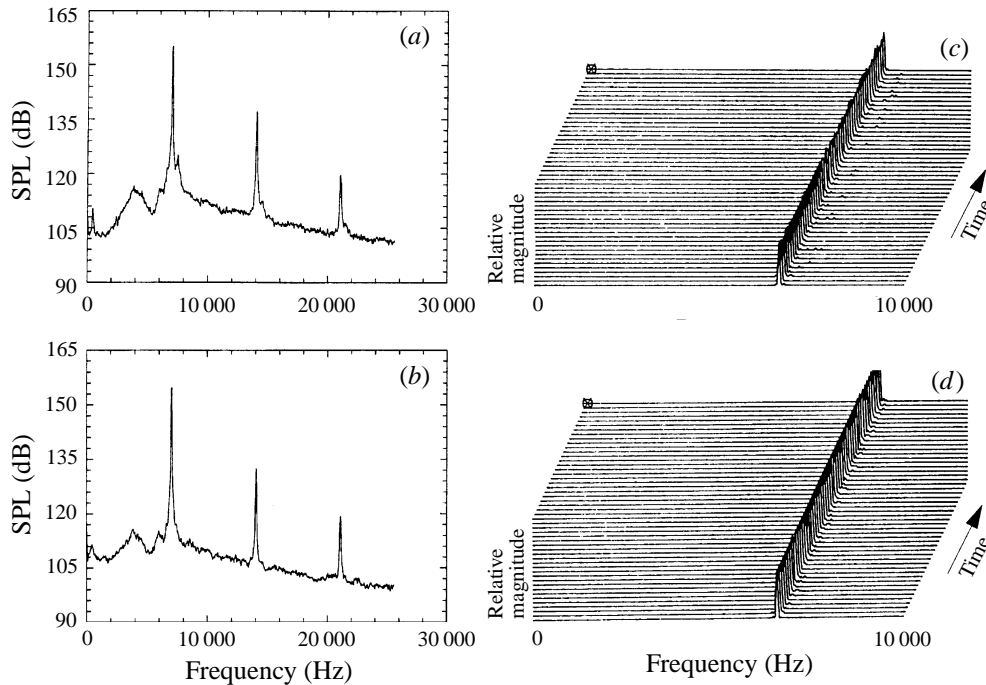 165
150
135
120
105
90
SPL (dB)
(a)
0
10 000
20 000
30 000
165
150
135
120
105
90
SPL (dB)
(b)
0
10 000
20 000
30 000
Frequency (Hz)
(c)
Relative
magnitude
Time
0
10 000
(d)
Relative
magnitude
Time
0
10 000
Frequency (Hz)